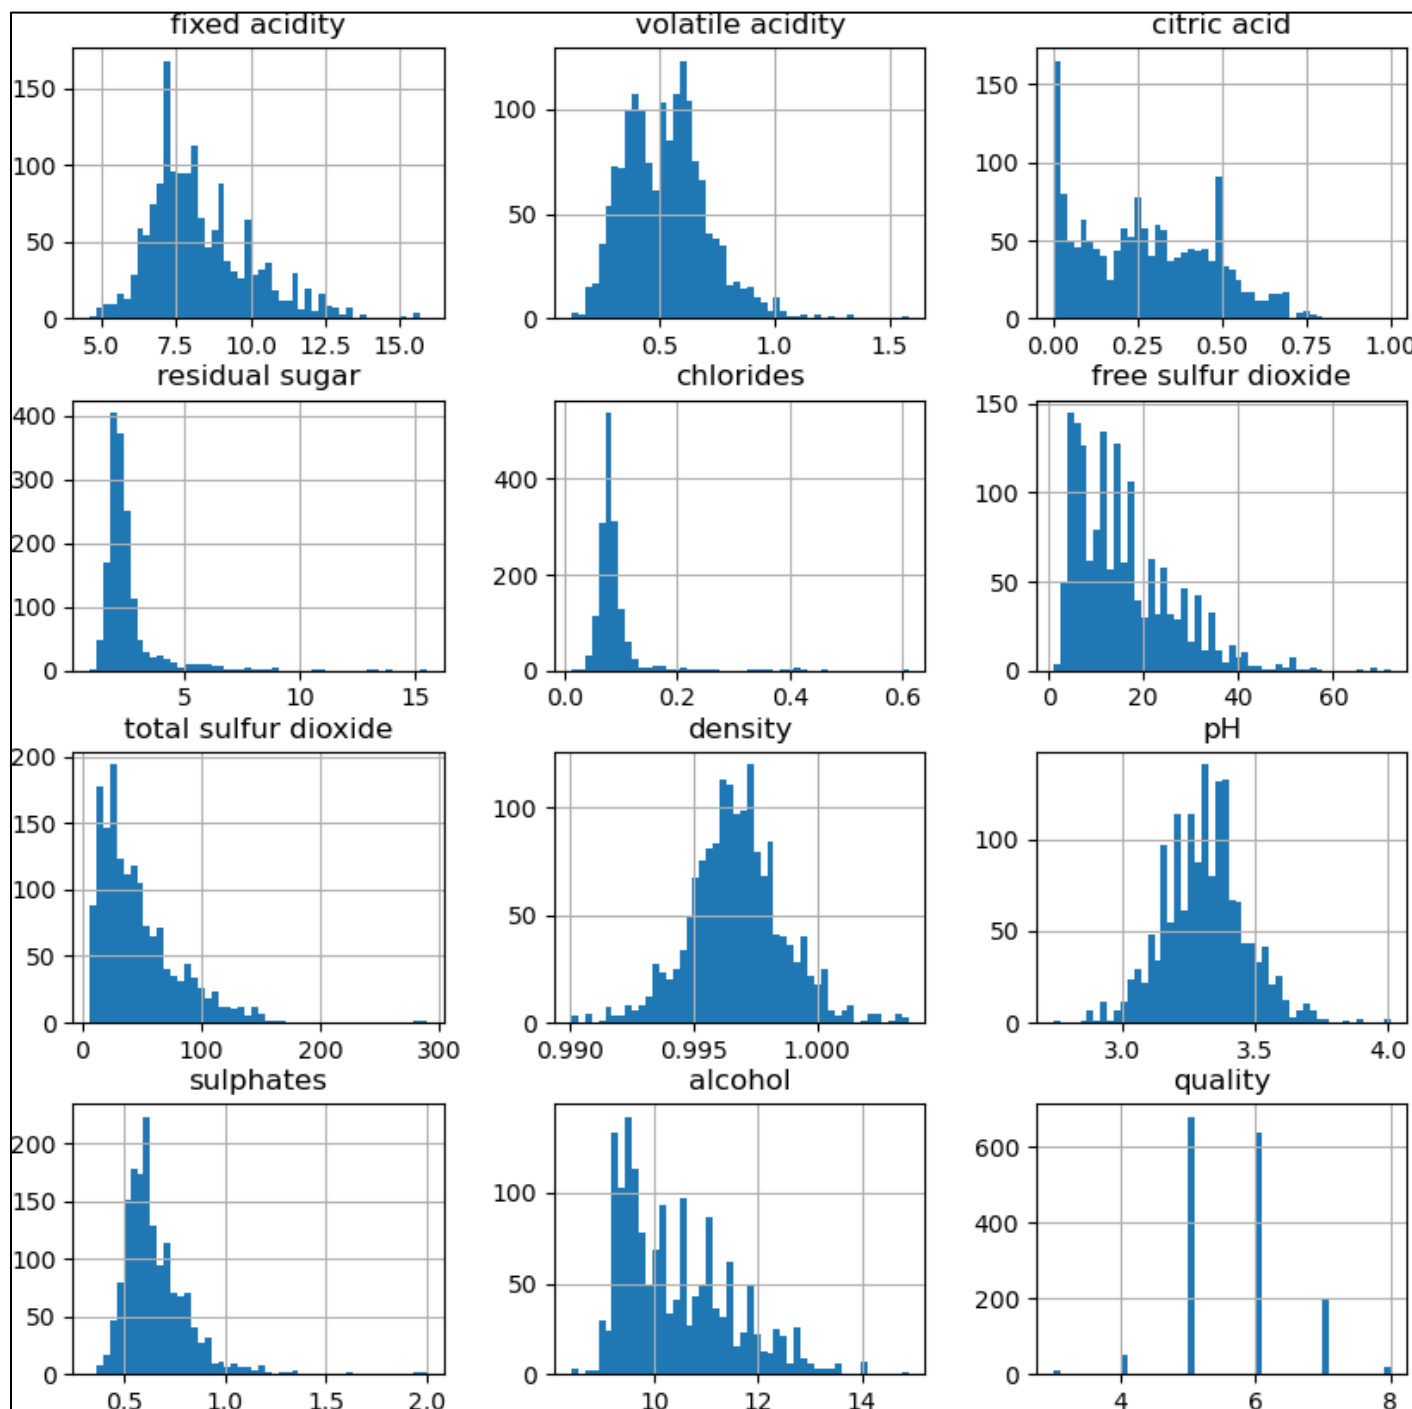 fixed acidity
volatile acidity
citric acid
150
100
50
0
5.0 7.5 10.0 12.5 15.0
100
50
0
0.5 1.0 1.5
150
100
50
0
0.00 0.25 0.50 0.75 1.00
residual sugar
chlorides
free sulfur dioxide
400
300
200
100
0
5 10 15
400
200
0
0.0 0.2 0.4 0.6
150
100
50
0
0 20 40 60
total sulfur dioxide
density
pH
200
150
100
50
0
0 100 200 300
100
50
0
0.990 0.995 1.000
100
50
0
3.0 3.5 4.0
sulphates
alcohol
quality
200
150
100
50
0
0.5 1.0 1.5 2.0
100
50
0
10 12 14
600
400
200
0
4 6 8